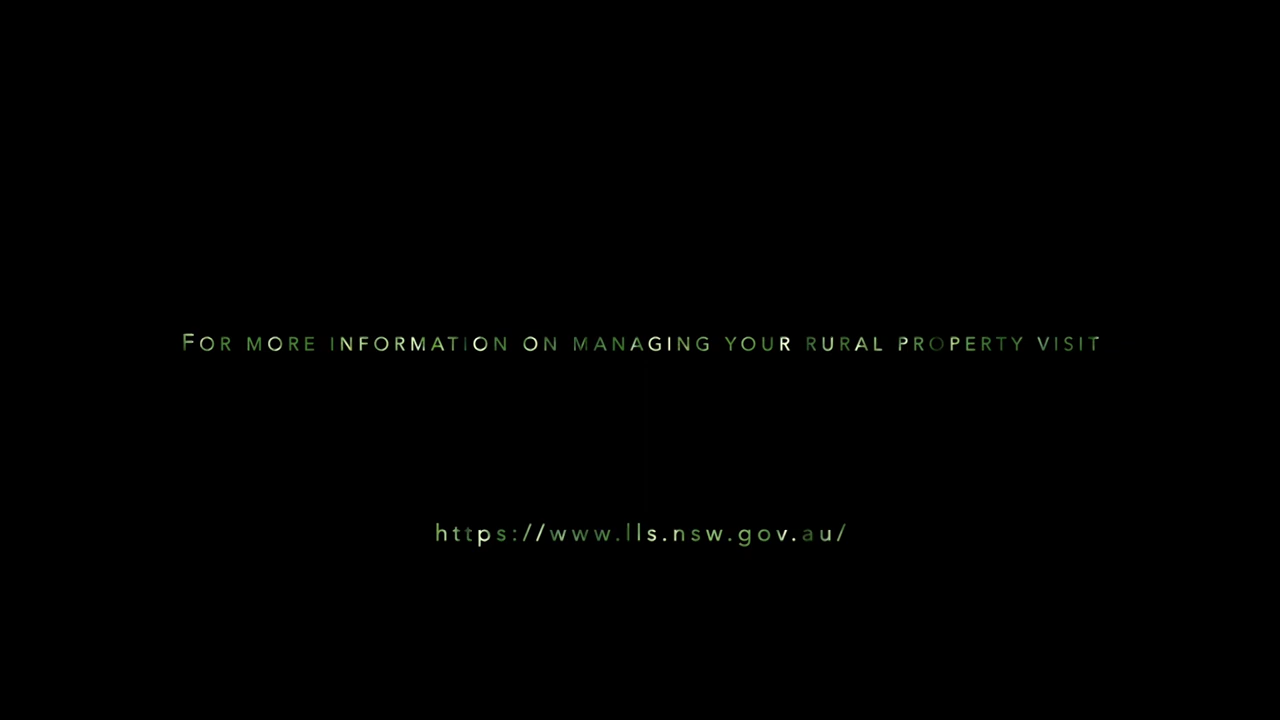 For more information on managing your rural property visit
https://www.lls.nsw.gov.au/